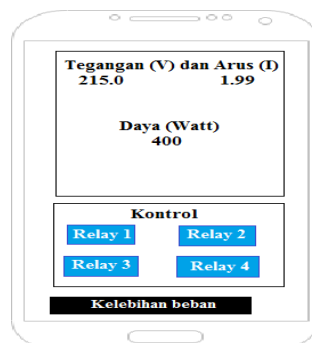 Tegangan (V) dan Arus (I)
215.0 1.99
Daya (Watt)
400
Kontrol
Relay 1 Relay 2
Relay 3 Relay 4
Kelebihan beban